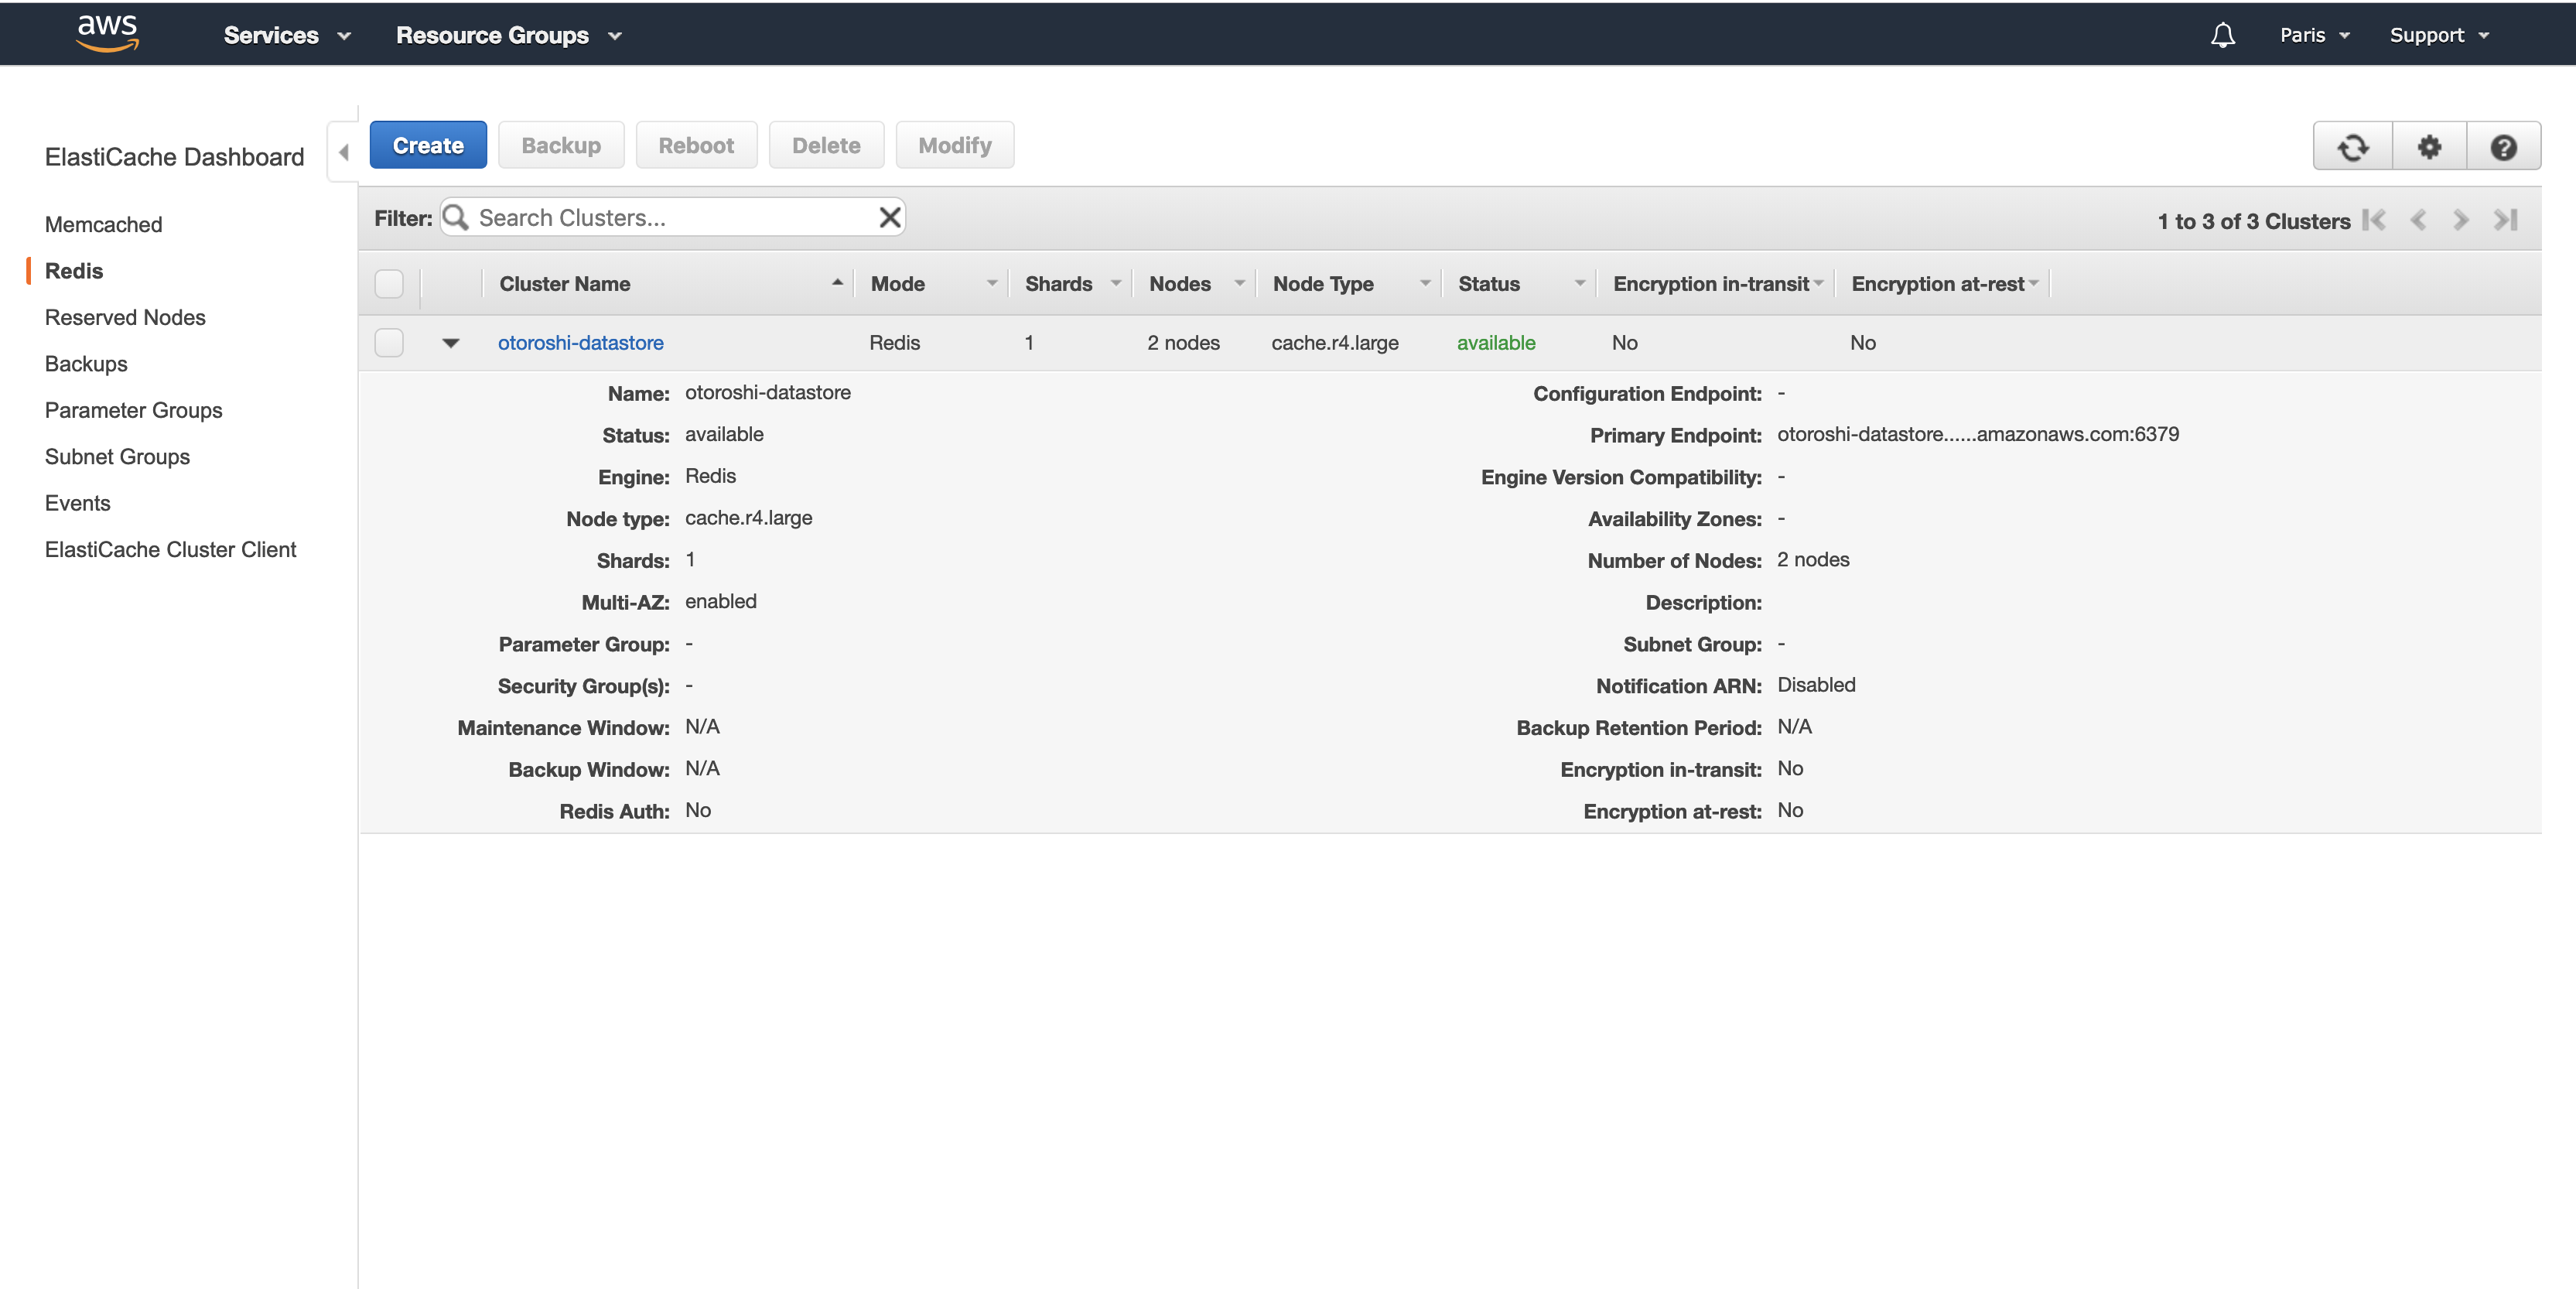 aws Services Resource Groups Paris Support
ElastiCache Dashboard
Memcached
Redis
Reserved Nodes
Backups
Parameter Groups
Subnet Groups
Events
ElastiCache Cluster Client
Create Backup Reboot Delete Modify
Filter: Search Clusters... 1 to 3 of 3 Clusters
Cluster Name Mode Shards Nodes Node Type Status Encryption in-transit Encryption at-rest
otoroshi-datastore Redis 1 2 nodes cache.r4.large available No No
Name: otoroshi-datastore
Status: available
Engine: Redis
Node type: cache.r4.large
Shards: 1
Multi-AZ: enabled
Parameter Group: -
Security Group(s): -
Maintenance Window: N/A
Backup Window: N/A
Redis Auth: No
Configuration Endpoint: -
Primary Endpoint: otoroshi-datastore......amazonaws.com:6379
Engine Version Compatibility: -
Availability Zones: -
Number of Nodes: 2 nodes
Description:
Subnet Group: -
Notification ARN: Disabled
Backup Retention Period: N/A
Encryption in-transit: No
Encryption at-rest: No